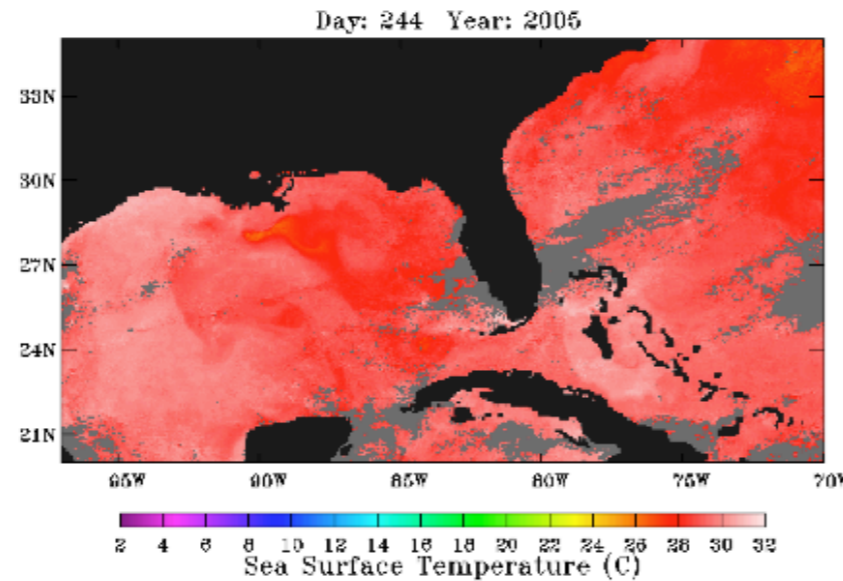 Day: 244 Year: 2005
33N
30N
27N
24N
21N
95W 90W 85W 80W 75W 70W
2 4 6 8 10 12 14 16 18 20 22 24 26 28 30 32
Sea Surface Temperature (C)